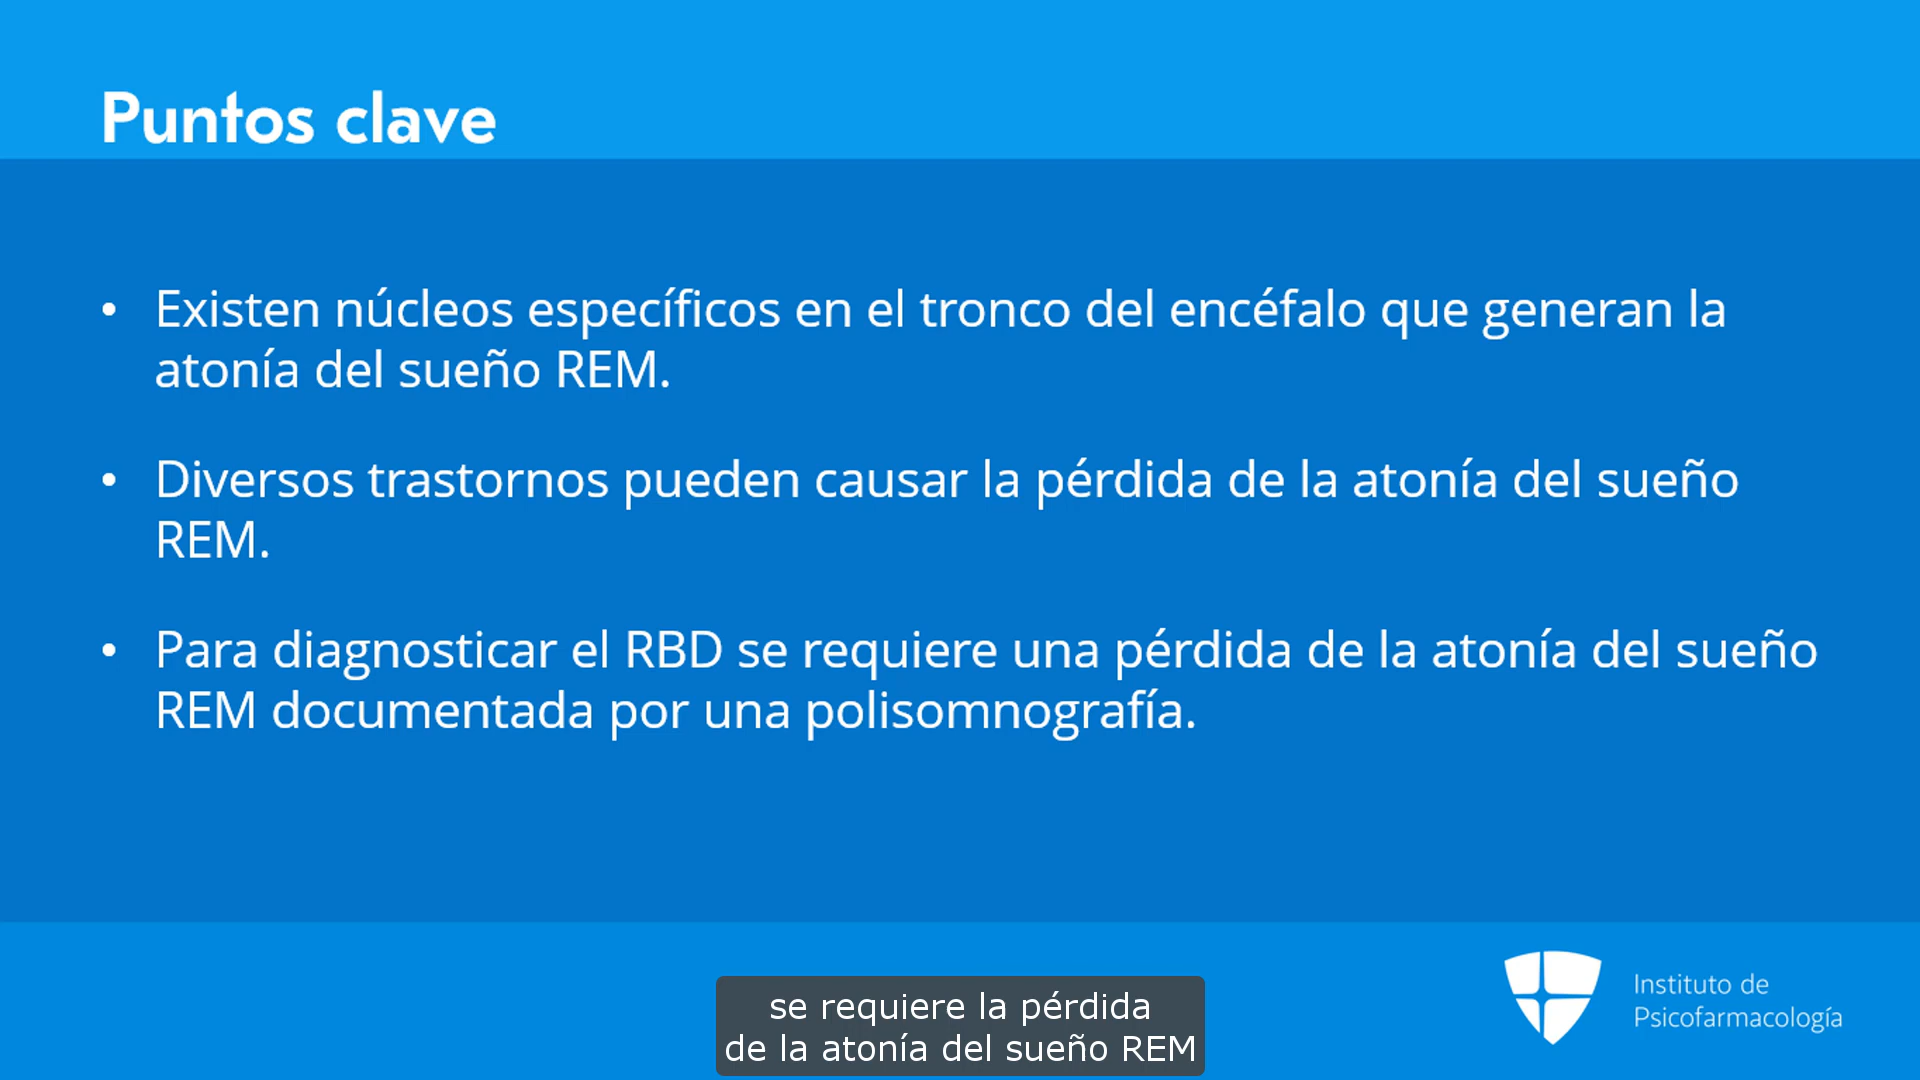 Puntos clave
• Existen núcleos específicos en el tronco del encéfalo que generan la
atonía del sueño REM.
• Diversos trastornos pueden causar la pérdida de la atonía del sueño
REM.
• Para diagnosticar el RBD se requiere una pérdida de la atonía del sueño
REM documentada por una polisomnografía.
Instituto de
Psicofarmacología
se requiere la pérdida
de la atonía del sueño REM